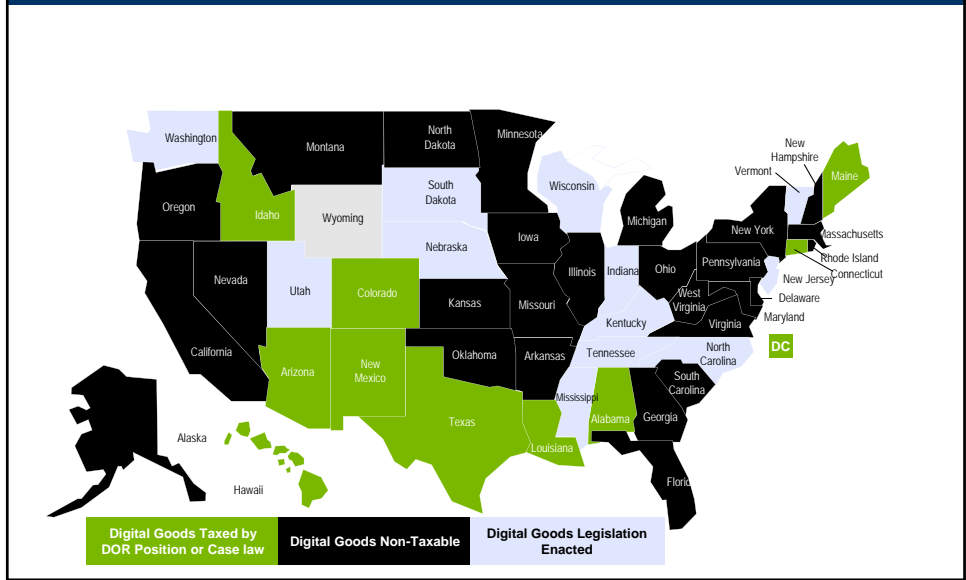 Washington
Montana
North
Dakota
Minnesota
New
Hampshire
Vermont
Maine
Oregon
Idaho
Wyoming
South
Dakota
Wisconsin
Michigan
New York
Massachusetts
Rhode Island
Connecticut
Nebraska
Iowa
Illinois
Indiana
Ohio
Pennsylvania
New Jersey
Delaware
Maryland
Nevada
Utah
Colorado
Kansas
Missouri
West
Virginia
Virginia
Kentucky
California
Arizona
New
Mexico
Oklahoma
Arkansas
Tennessee
North
Carolina
DC
South
Carolina
Texas
Louisiana
Mississippi
Alabama
Georgia
Alaska
Hawaii
Florid
Digital Goods Taxed by
DOR Position or Case law
Digital Goods Non-Taxable
Digital Goods Legislation
Enacted